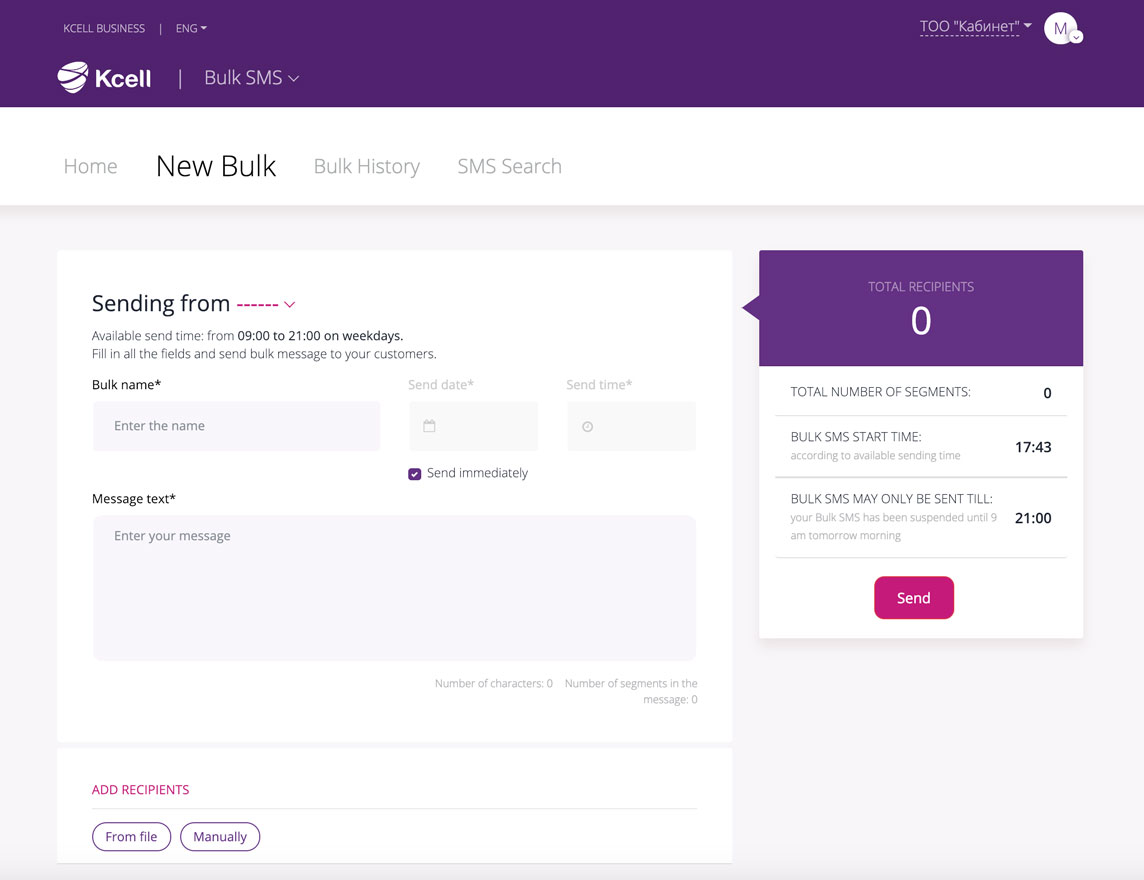 KCELL BUSINESS | ENG
ТОО "Кабинет"
M
Kcell | Bulk SMS
Home New Bulk Bulk History SMS Search
Sending from ------
Available send time: from 09:00 to 21:00 on weekdays.
Fill in all the fields and send bulk message to your customers.
Bulk name* Send date* Send time*
Enter the name
Send immediately
Message text*
Enter your message
Number of characters: 0 Number of segments in the
message: 0
ADD RECIPIENTS
From file Manually
TOTAL RECIPIENTS
0
TOTAL NUMBER OF SEGMENTS: 0
BULK SMS START TIME:
according to available sending time
17:43
BULK SMS MAY ONLY BE SENT TILL:
your Bulk SMS has been suspended until 9
am tomorrow morning
21:00
Send